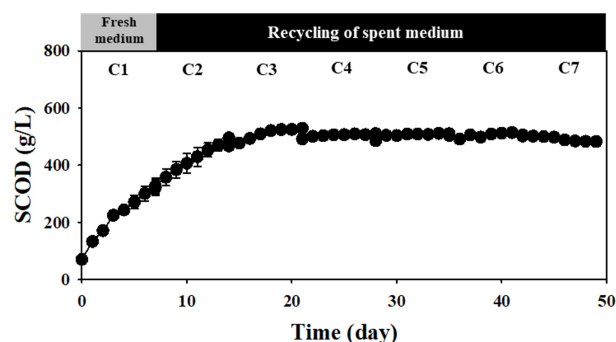 Fresh
medium
Recycling of spent medium
C1 C2 C3 C4 C5 C6 C7
800
600
400
200
0
SCOD (g/L)
0 10 20 30 40 50
Time (day)